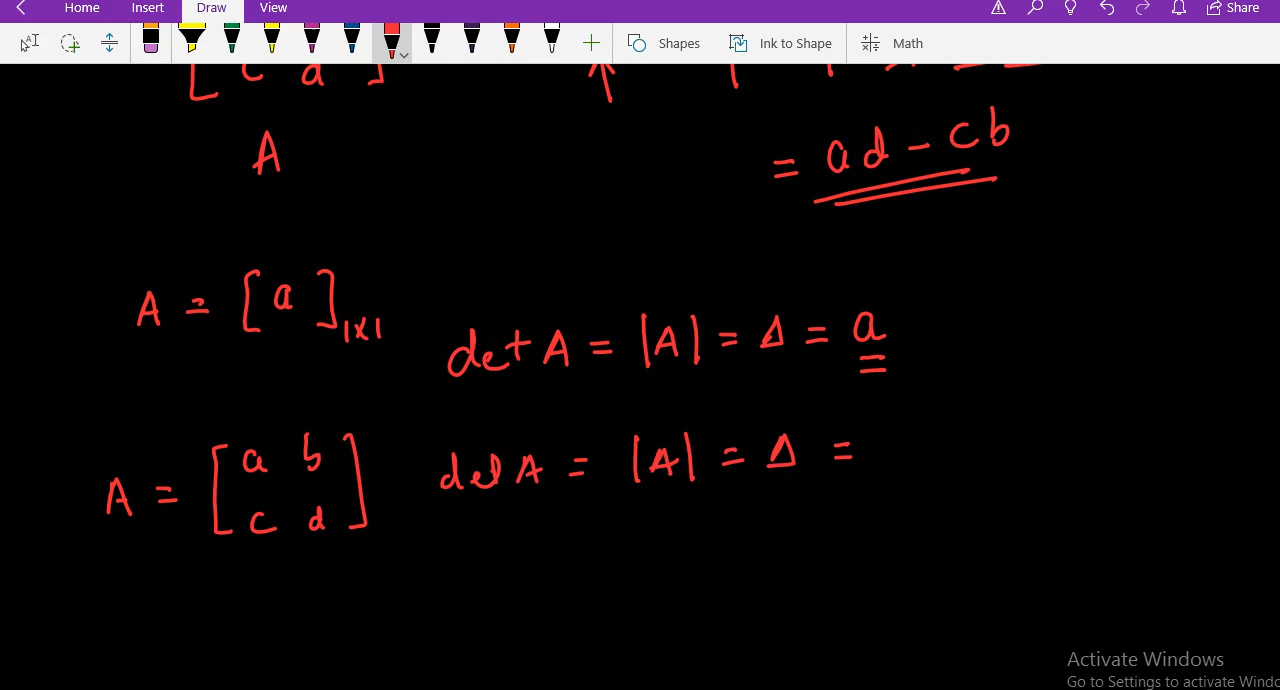 Home Insert Draw View Share
Shapes Ink to Shape Math
[ c d ]
A
= ad - cb
A = [ a ]1x1
det A = |A| = Δ = a
A = [ a b
c d ]
det A = |A| = Δ =
Activate Windows
Go to Settings to activate Windo